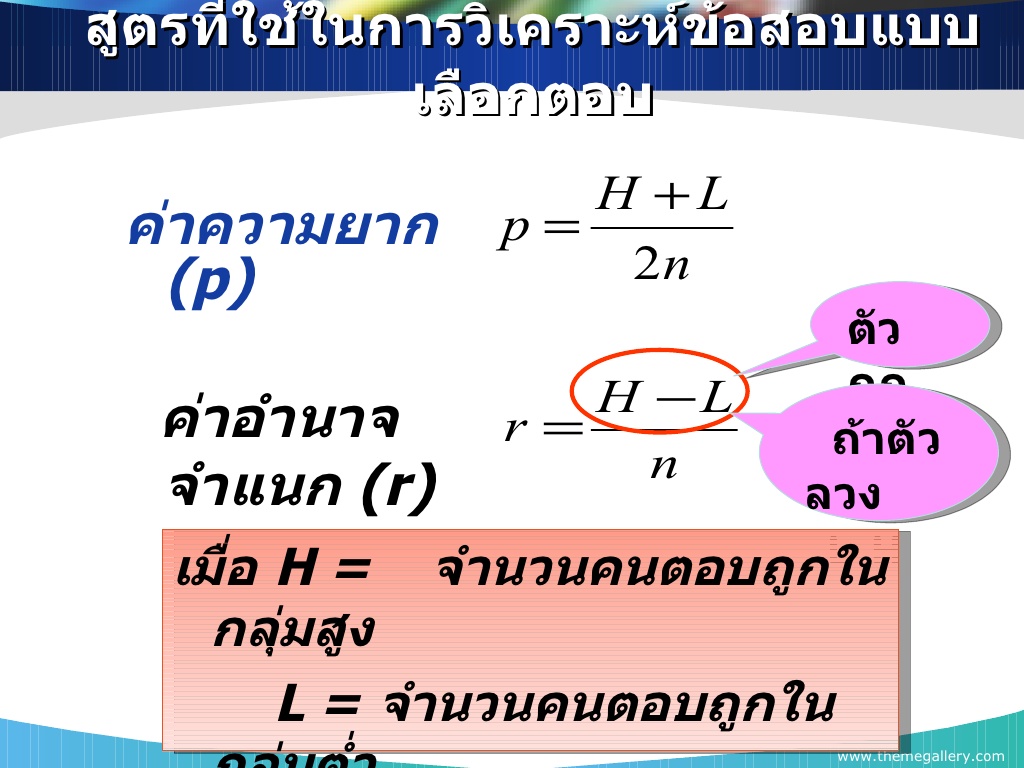 สูตรที่ใช้ในการวิเคราะห์ข้อสอบแบบ
เลือกตอบ
ค่าความยาก
(p)
p = H + L / 2n
ตัว
ค่าอำนาจ
จำแนก (r)
r = H − L / n
ถ้าตัว
ลวง
เมื่อ H = จำนวนคนตอบถูกใน
กลุ่มสูง
L = จำนวนคนตอบถูกใน
กลุ่มต่ำ
www.themegallery.com